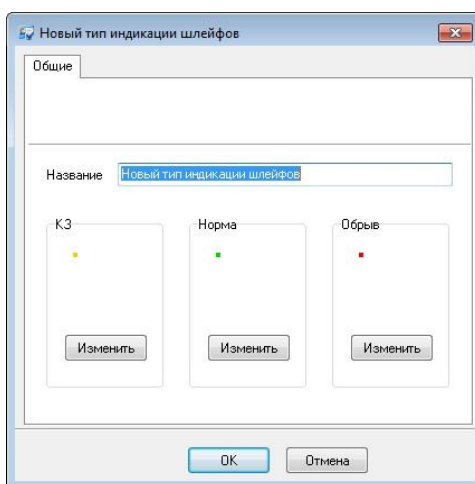 Новый тип индикации шлейфов
Общие
Название Новый тип индикации шлейфов
КЗ Норма Обрыв
Изменить Изменить Изменить
OK Отмена